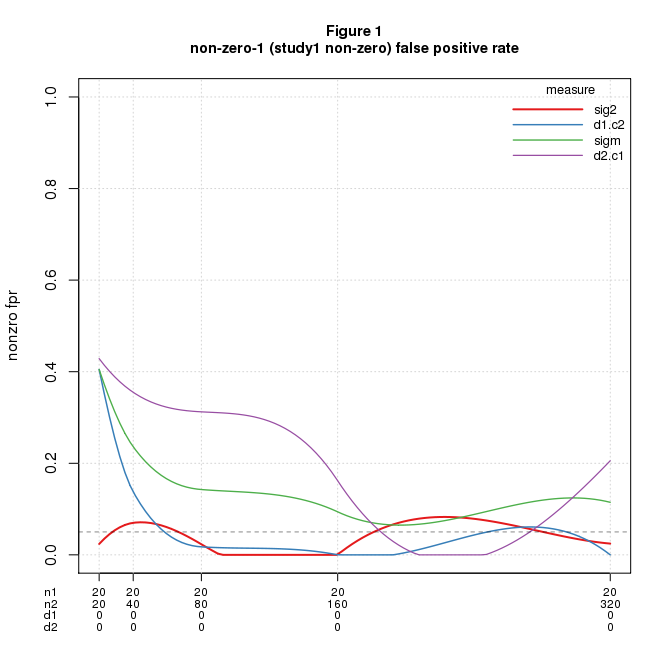 Figure 1
non-zero-1 (study1 non-zero) false positive rate
measure
sig2
d1.c2
sigm
d2.c1
nonzro fpr
1.0
0.8
0.6
0.4
0.2
0.0
n1 20 20 20 20 20
n2 20 40 80 160 320
d1 0 0 0 0 0
d2 0 0 0 0 0